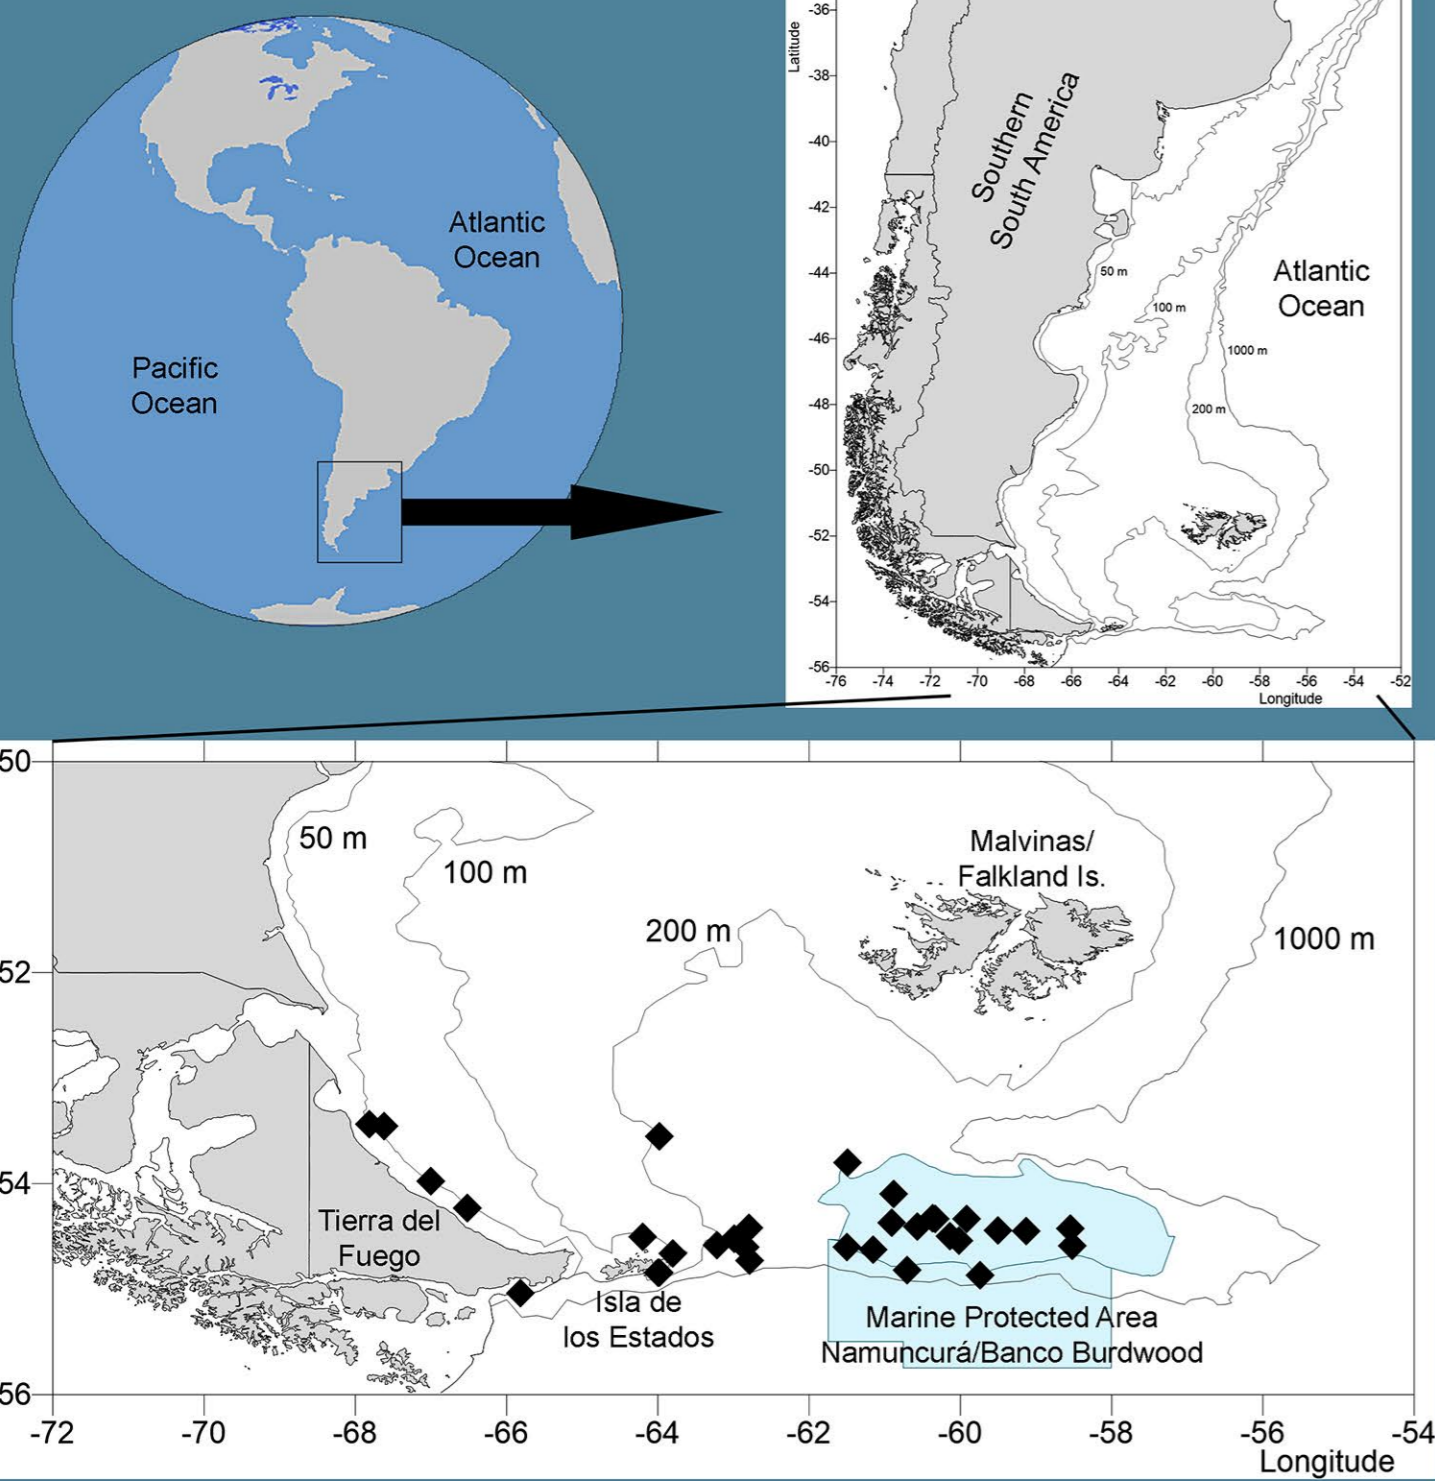 Atlantic
Ocean
Pacific
Ocean
Latitude
-36
-38
-40
-42
-44
-46
-48
-50
-52
-54
-56
Southern
South America
50 m
100 m
Atlantic
Ocean
1000 m
200 m
-76 -74 -72 -70 -68 -66 -64 -62 -60 -58 -56 -54 -52
Longitude
50
52
54
56
50 m
100 m
200 m
Malvinas/
Falkland Is.
1000 m
Tierra del
Fuego
Isla de
los Estados
Marine Protected Area
Namuncurá/Banco Burdwood
-72 -70 -68 -66 -64 -62 -60 -58 -56 -54
Longitude